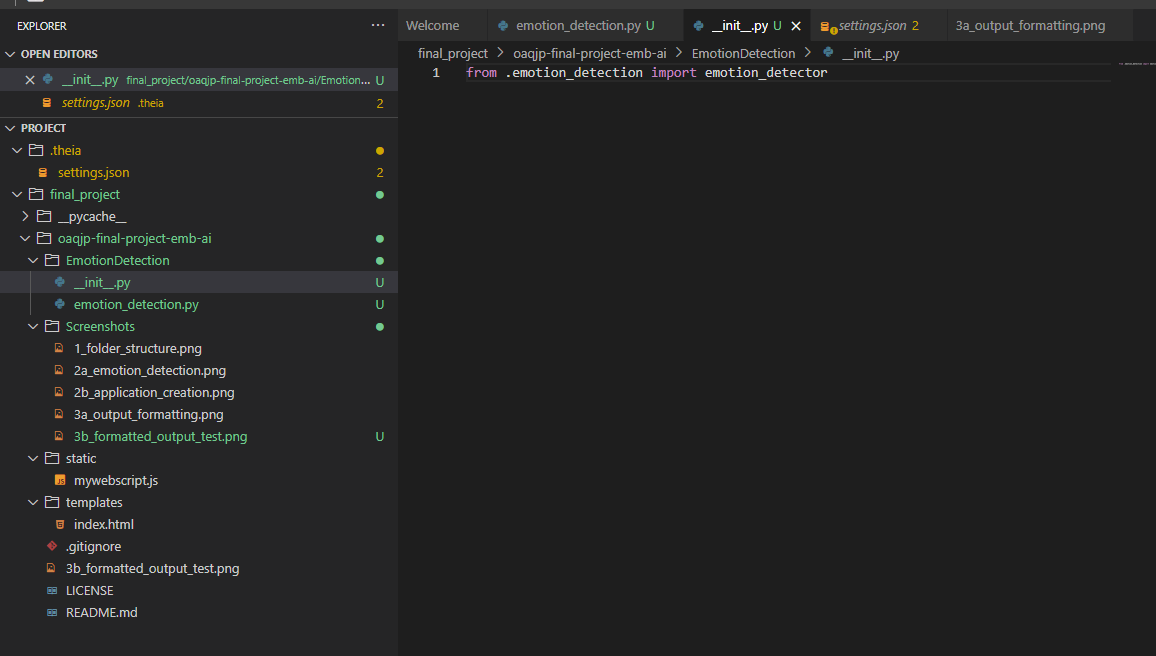 EXPLORER
OPEN EDITORS
__init__.py final_project/oaqjp-final-project-emb-ai/Emotion... U
settings.json .theia 2
PROJECT
.theia
settings.json 2
final_project
__pycache__
oaqjp-final-project-emb-ai
EmotionDetection
__init__.py U
emotion_detection.py U
Screenshots
1_folder_structure.png
2a_emotion_detection.png
2b_application_creation.png
3a_output_formatting.png
3b_formatted_output_test.png U
static
mywebscript.js
templates
index.html
.gitignore
3b_formatted_output_test.png
LICENSE
README.md
Welcome emotion_detection.py U __init__.py U settings.json 2 3a_output_formatting.png
final_project > oaqjp-final-project-emb-ai > EmotionDetection > __init__.py
1 from .emotion_detection import emotion_detector